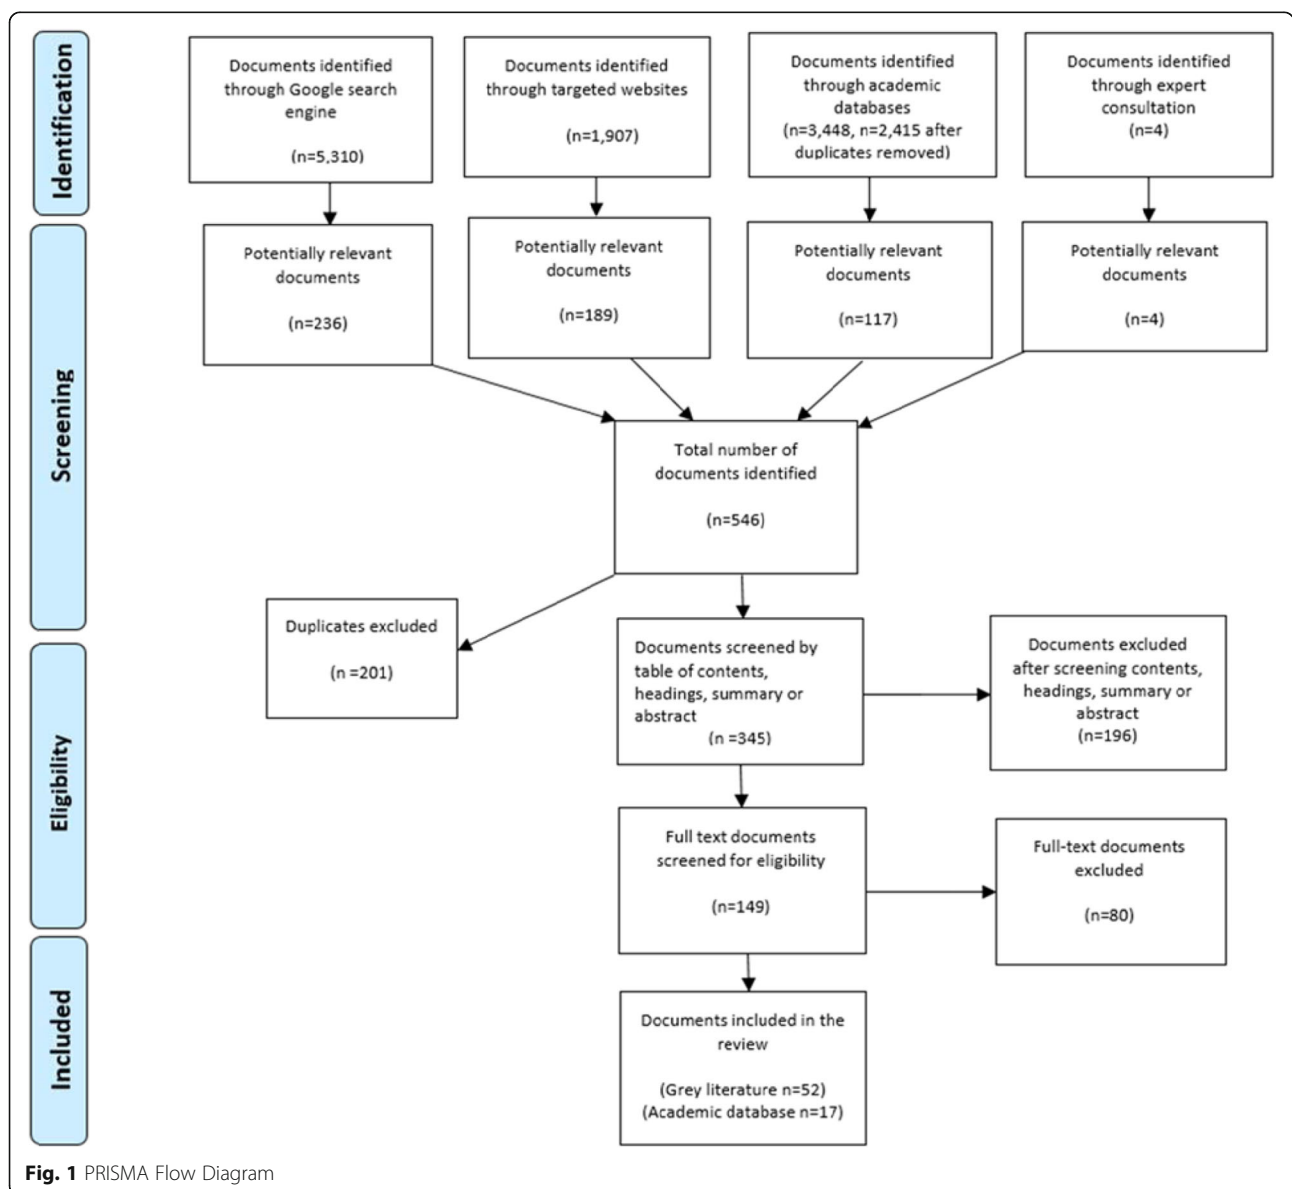 Identification
Documents identified
through Google search
engine
(n=5,310)
Documents identified
through targeted websites
(n=1,907)
Documents identified
through academic
databases
(n=3,448, n=2,415 after
duplicates removed)
Documents identified
through expert
consultation
(n=4)
Screening
Potentially relevant
documents
(n=236)
Potentially relevant
documents
(n=189)
Potentially relevant
documents
(n=117)
Potentially relevant
documents
(n=4)
Total number of
documents identified
(n=546)
Duplicates excluded
(n =201)
Eligibility
Documents screened by
table of contents,
headings, summary or
abstract
(n =345)
Documents excluded
after screening contents,
headings, summary or
abstract
(n=196)
Full text documents
screened for eligibility
(n=149)
Full-text documents
excluded
(n=80)
Included
Documents included in the
review
(Grey literature n=52)
(Academic database n=17)
Fig. 1 PRISMA Flow Diagram